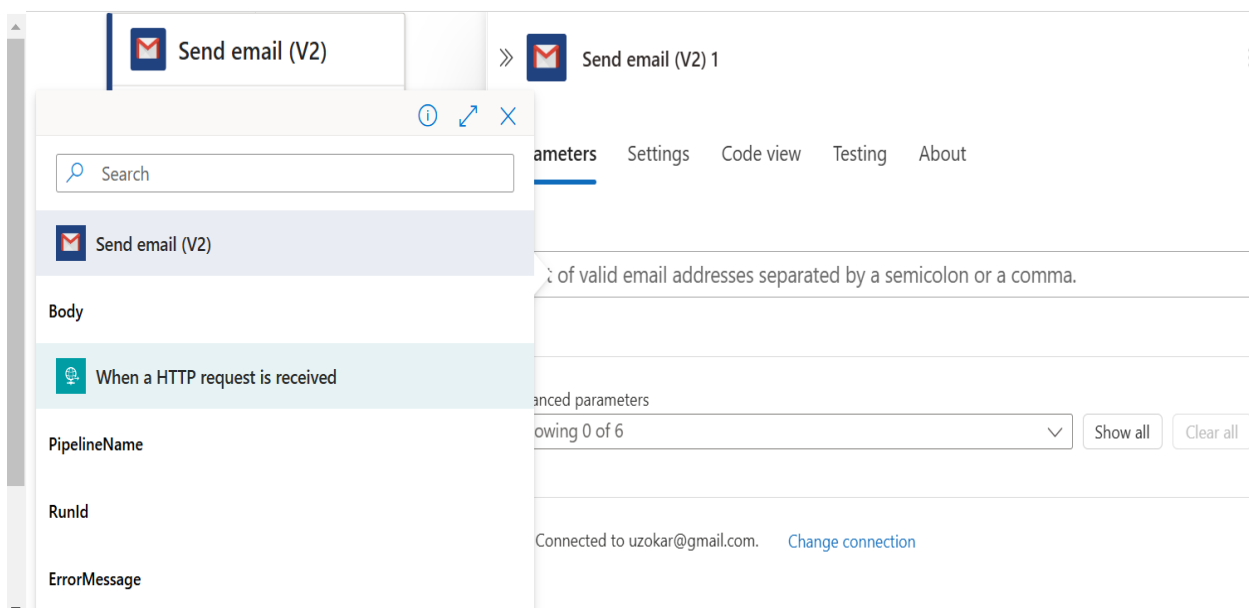 Send email (V2)
Send email (V2) 1
Search
Send email (V2)
Body
When a HTTP request is received
PipelineName
RunId
ErrorMessage
ameters Settings Code view Testing About
of valid email addresses separated by a semicolon or a comma.
anced parameters
owing 0 of 6
Show all
Clear all
Connected to uzokar@gmail.com. Change connection